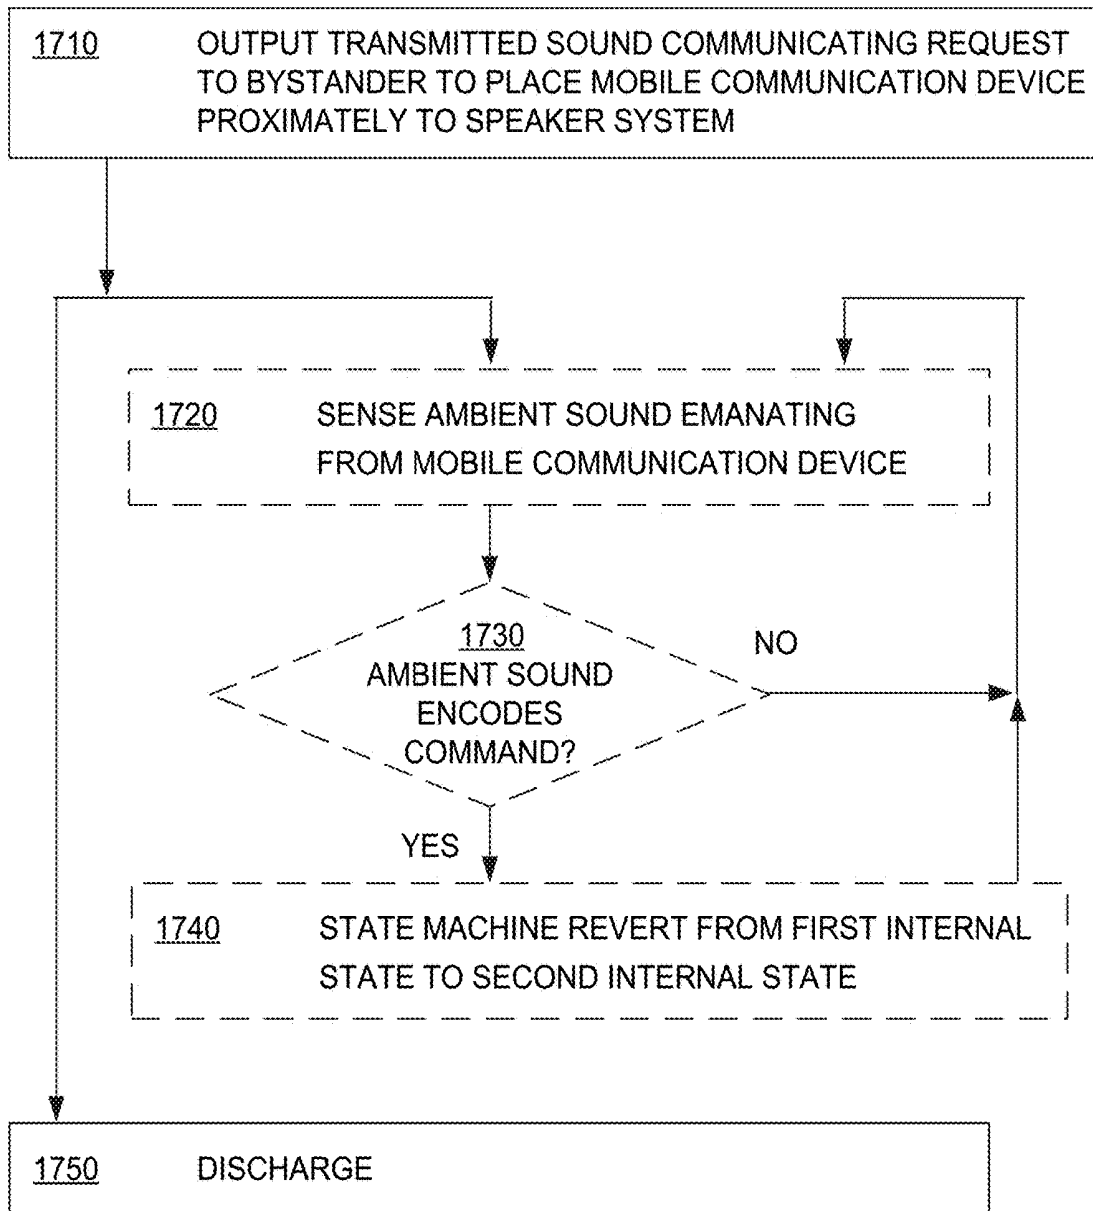 1710 OUTPUT TRANSMITTED SOUND COMMUNICATING REQUEST
TO BYSTANDER TO PLACE MOBILE COMMUNICATION DEVICE
PROXIMATELY TO SPEAKER SYSTEM
1720 SENSE AMBIENT SOUND EMANATING
FROM MOBILE COMMUNICATION DEVICE
1730
AMBIENT SOUND
ENCODES
COMMAND?
NO
YES
1740 STATE MACHINE REVERT FROM FIRST INTERNAL
STATE TO SECOND INTERNAL STATE
1750 DISCHARGE